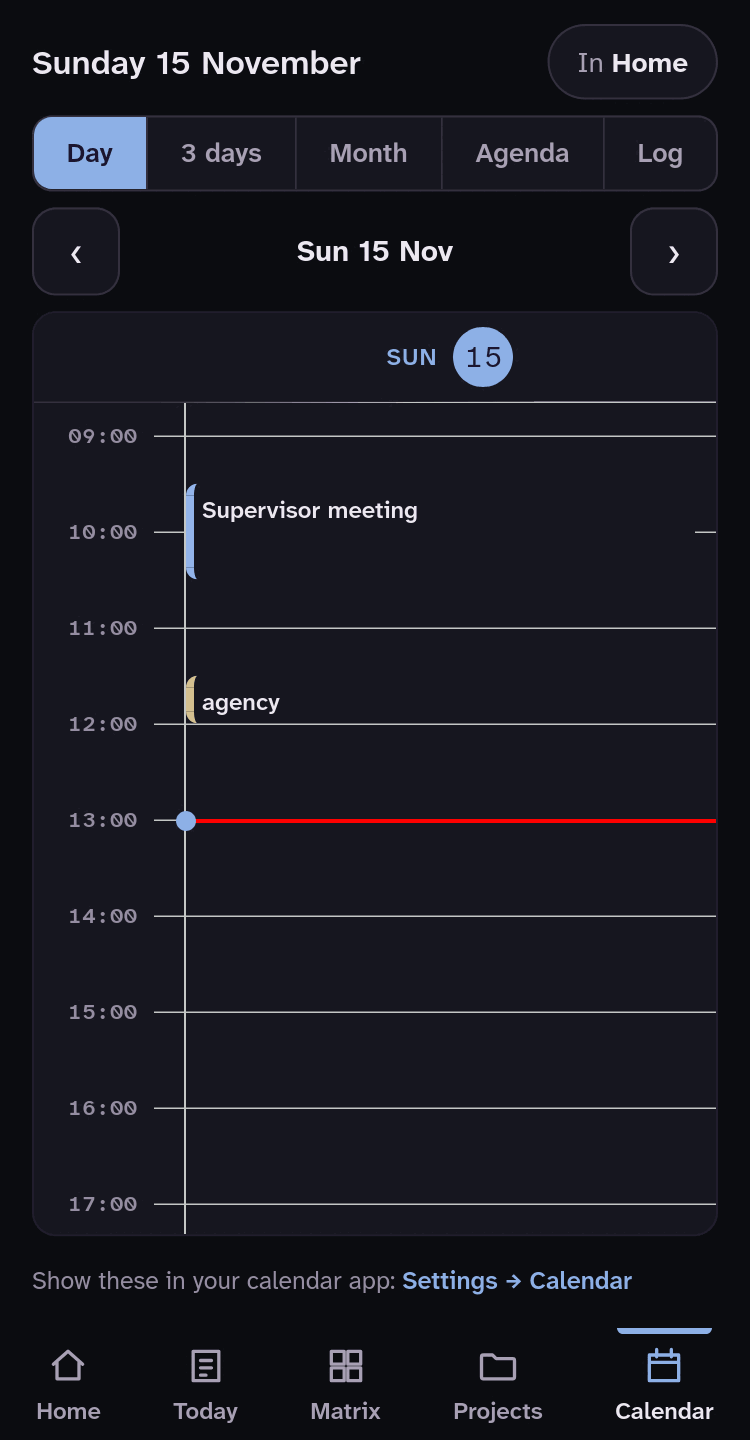 Sunday 15 November
In Home
Day 3 days Month Agenda Log
‹ Sun 15 Nov ›
SUN 15
09:00
Supervisor meeting
10:00
11:00
agency
12:00
13:00
14:00
15:00
16:00
17:00
Show these in your calendar app: Settings → Calendar
Home Today Matrix Projects Calendar